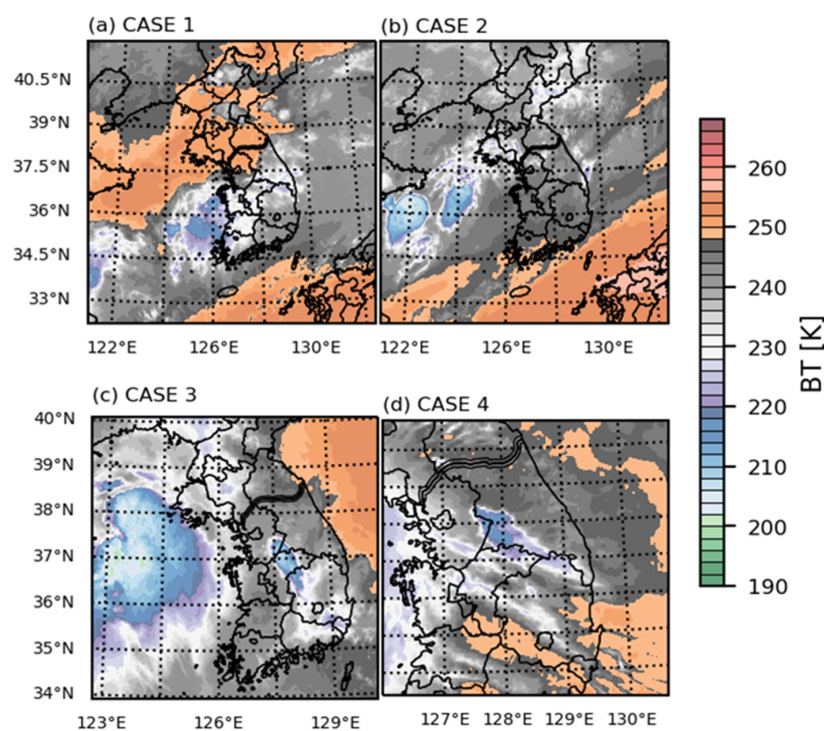 (a) CASE 1
(b) CASE 2
40.5°N
39°N
37.5°N
36°N
34.5°N
33°N
122°E 126°E 130°E
122°E 126°E 130°E
260
250
240
230
220
210
200
190
BT [K]
(c) CASE 3
(d) CASE 4
40°N
39°N
38°N
37°N
36°N
35°N
34°N
123°E 126°E 129°E
127°E 128°E 129°E 130°E